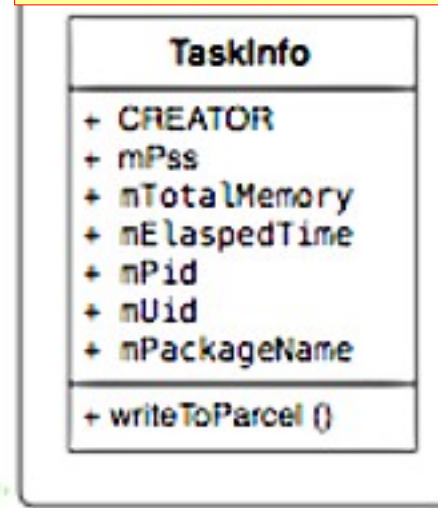 TaskInfo
+ CREATOR
+ mPss
+ mTotalMemory
+ mElaspedTime
+ mPid
+ mUid
+ mPackageName
+ writeToParcel ()